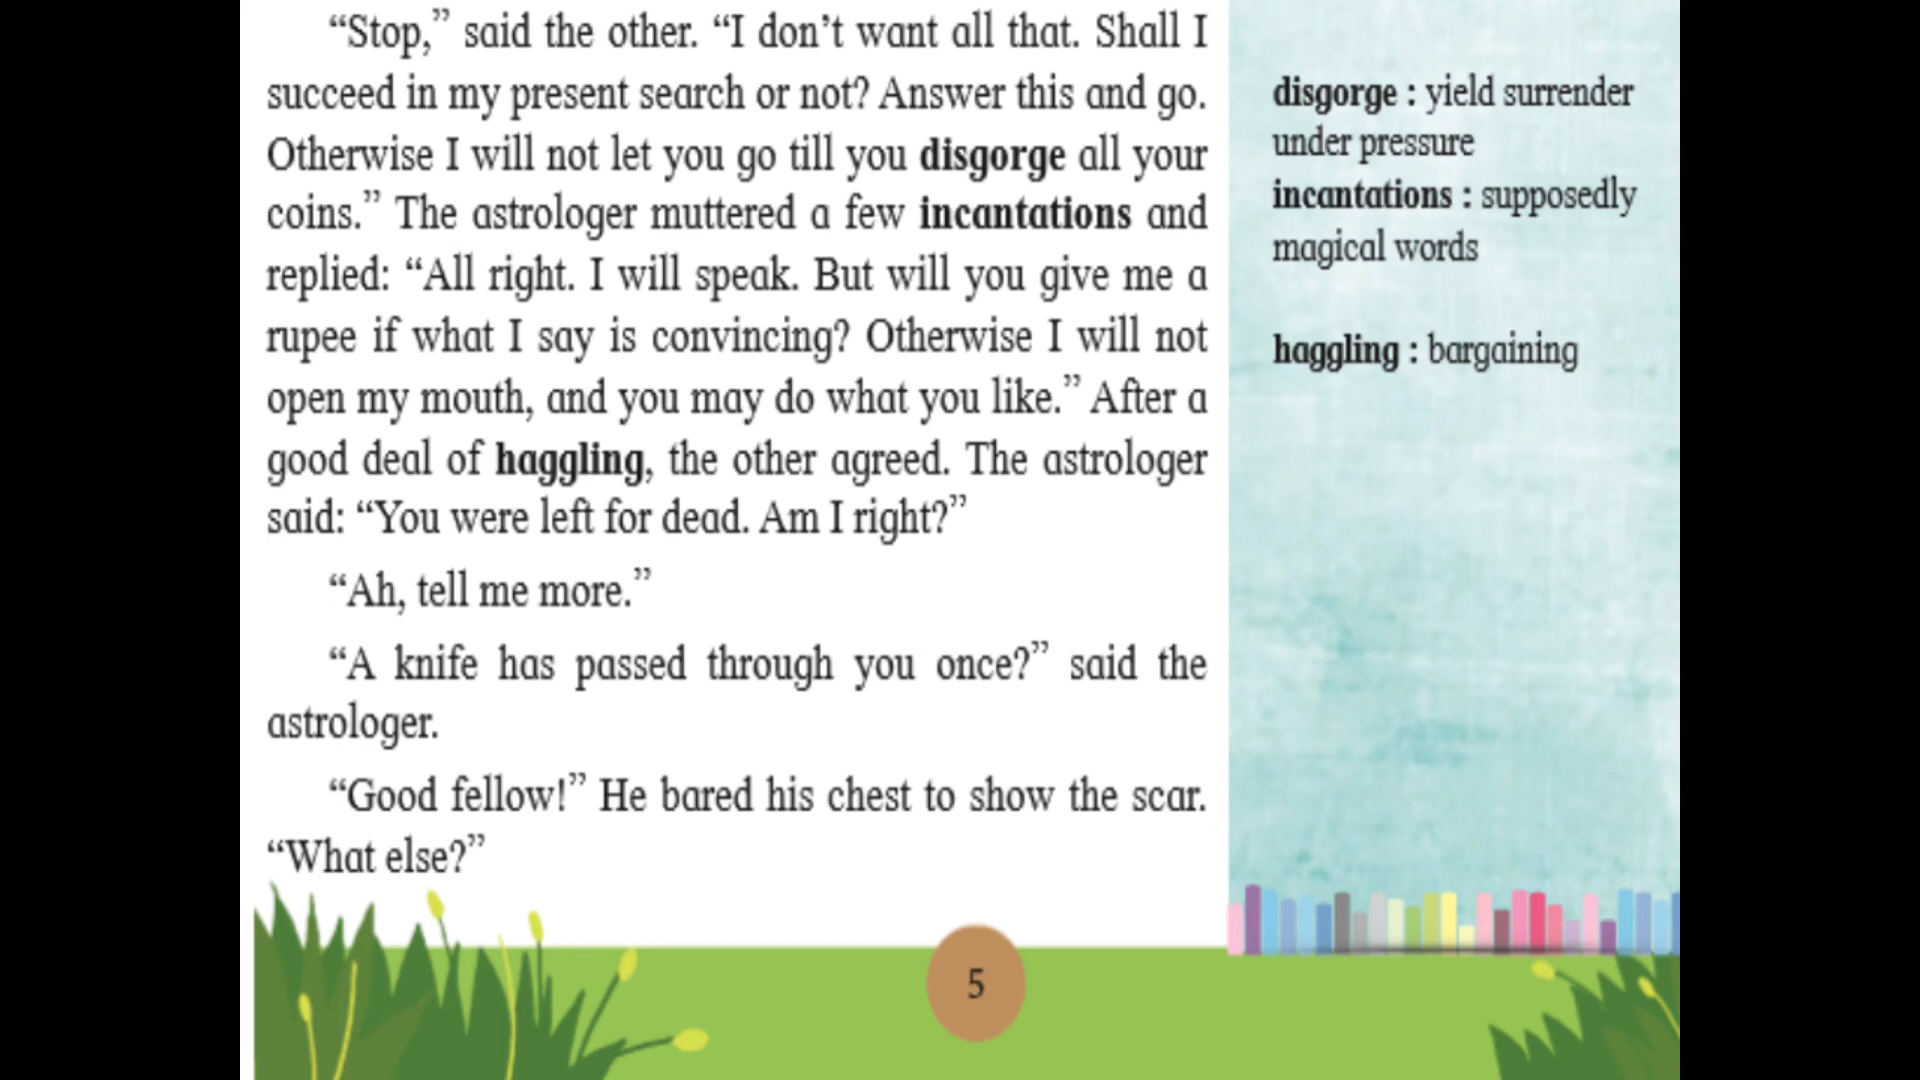 “Stop,” said the other. “I don’t want all that. Shall I
succeed in my present search or not? Answer this and go.
Otherwise I will not let you go till you disgorge all your
coins.” The astrologer muttered a few incantations and
replied: “All right. I will speak. But will you give me a
rupee if what I say is convincing? Otherwise I will not
open my mouth, and you may do what you like.” After a
good deal of haggling, the other agreed. The astrologer
said: “You were left for dead. Am I right?”
“Ah, tell me more.”
“A knife has passed through you once?” said the
astrologer.
“Good fellow!” He bared his chest to show the scar.
“What else?”
disgorge : yield surrender
under pressure
incantations : supposedly
magical words
haggling : bargaining
5